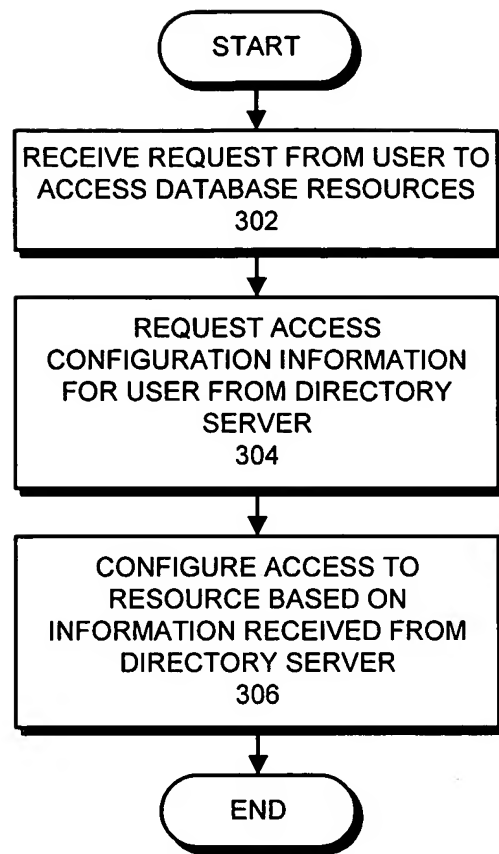 START
RECEIVE REQUEST FROM USER TO
ACCESS DATABASE RESOURCES
302
REQUEST ACCESS
CONFIGURATION INFORMATION
FOR USER FROM DIRECTORY
SERVER
304
CONFIGURE ACCESS TO
RESOURCE BASED ON
INFORMATION RECEIVED FROM
DIRECTORY SERVER
306
END